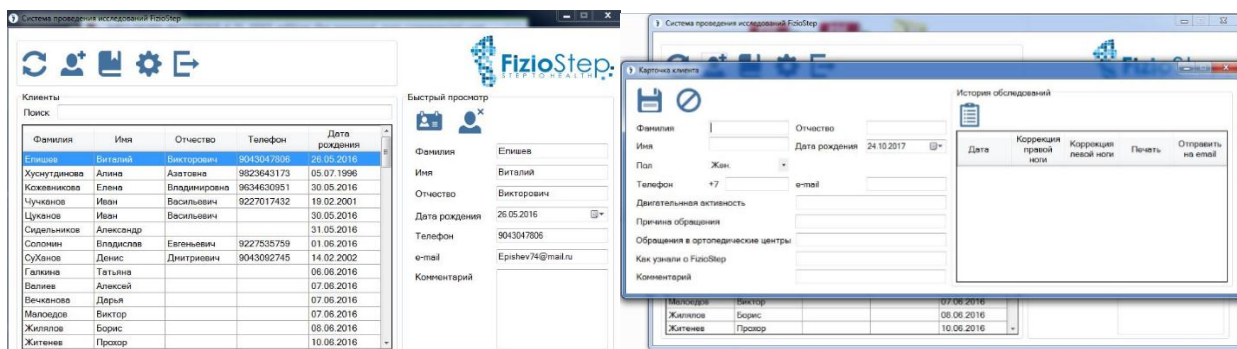 Система проведения исследований FizioStep
FizioStep
STEP TO HEALTH
Клиенты
Поиск
Фамилия Имя Отчество Телефон Дата рождения
Епишев Виталий Викторович 9043047806 26.05.2016
Хуснутдинова Алина Азатовна 9823643173 05.07.1996
Кожевникова Елена Владимировна 9634630951 30.05.2016
Чучканов Иван Васильевич 9227017432 19.02.2001
Цуканов Иван Васильевич 30.05.2016
Сидельников Александр 31.05.2016
Соломин Владислав Евгеньевич 9227535759 01.06.2016
СуХанов Денис Дмитриевич 9043092745 14.02.2002
Галкина Татьяна 06.06.2016
Валиев Алексей 07.06.2016
Вечканова Дарья 07.06.2016
Малоедов Виктор 07.06.2016
Жилялов Борис 08.06.2016
Житенев Прохор 10.06.2016
Быстрый просмотр
Фамилия Епишев
Имя Виталий
Отчество Викторович
Дата рождения 26.05.2016
Телефон 9043047806
e-mail Epishev74@mail.ru
Комментарий
Система проведения исследований FizioStep
Карточка клиента
Фамилия Отчество
Имя Дата рождения 24.10.2017
Пол Жен.
Телефон +7 e-mail
Двигательнная активность
Причина обращения
Обращения в ортопедические центры
Как узнали о FizioStep
Комментарий
История обследований
Дата Коррекция правой ноги Коррекция левой ноги Печать Отправить на email
Малоедов Виктор 07.06.2016
Жилялов Борис 08.06.2016
Житенев Прохор 10.06.2016